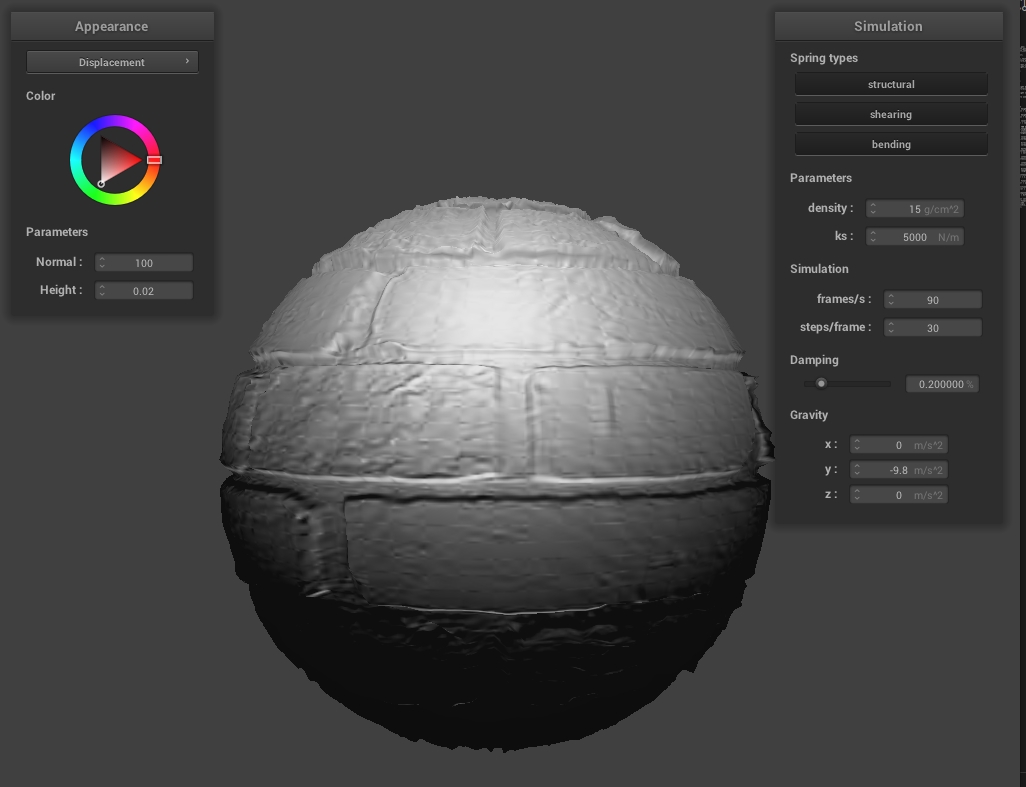 Appearance
Displacement ›
Color
Parameters
Normal : 100
Height : 0.02
Simulation
Spring types
structural
shearing
bending
Parameters
density : 15 g/cm^2
ks : 5000 N/m
Simulation
frames/s : 90
steps/frame : 30
Damping
0.200000 %
Gravity
x : 0 m/s^2
y : -9.8 m/s^2
z : 0 m/s^2